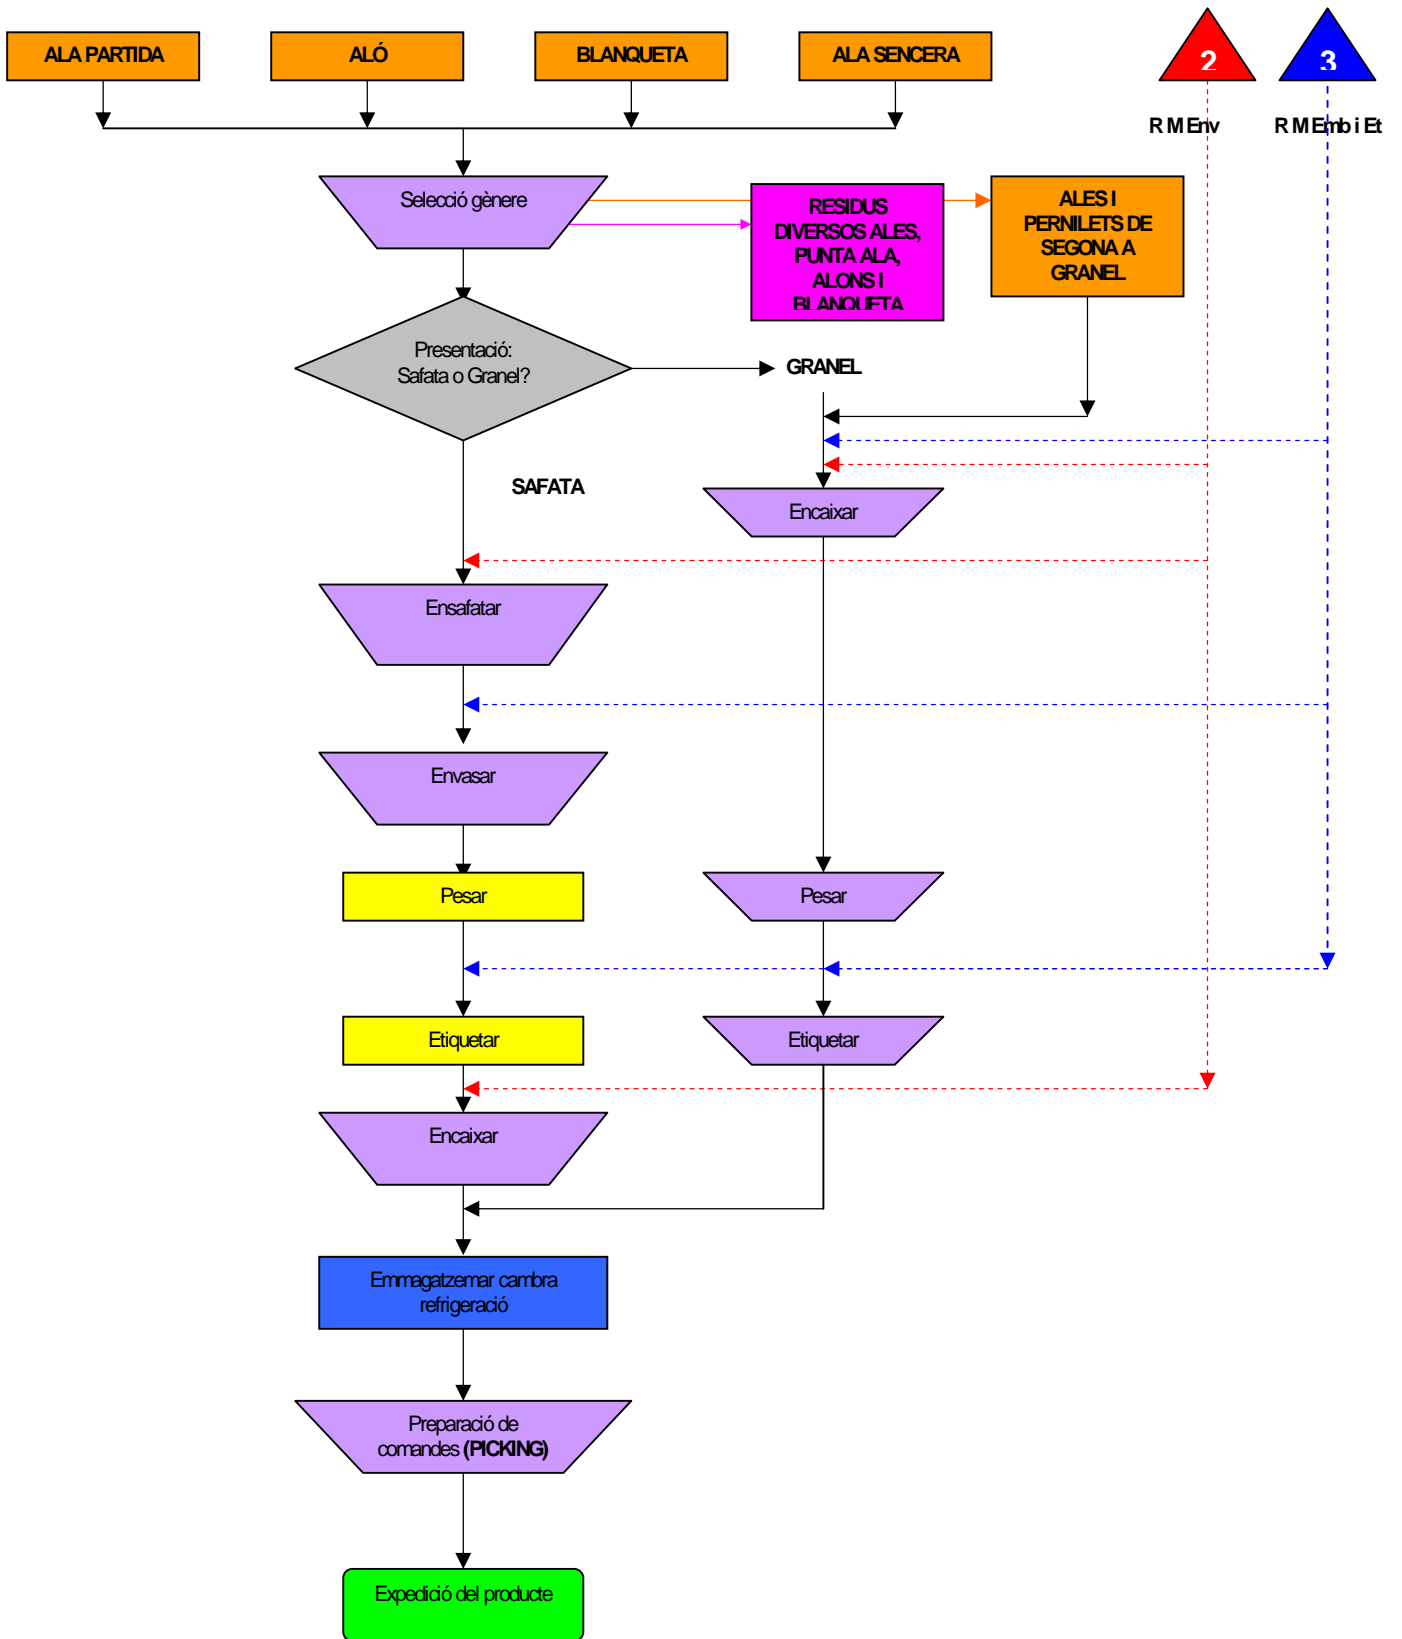 ALA PARTIDA
ALÓ
BLANQUETA
ALA SENCERA
2
3
R M Env
R M Emb i Et
Selecció gènere
RESIDUS
DIVERSOS ALES,
PUNTA ALA,
ALONS I
BLANQUETA
ALES I
PERNILETS DE
SEGONA A
GRANEL
Presentació:
Safata o Granel?
GRANEL
SAFATA
Encaixar
Ensafatar
Envasar
Pesar
Pesar
Etiquetar
Etiquetar
Encaixar
Emmagatzemar cambra
refrigeració
Preparació de
comandes (PICKING)
Expedició del producte